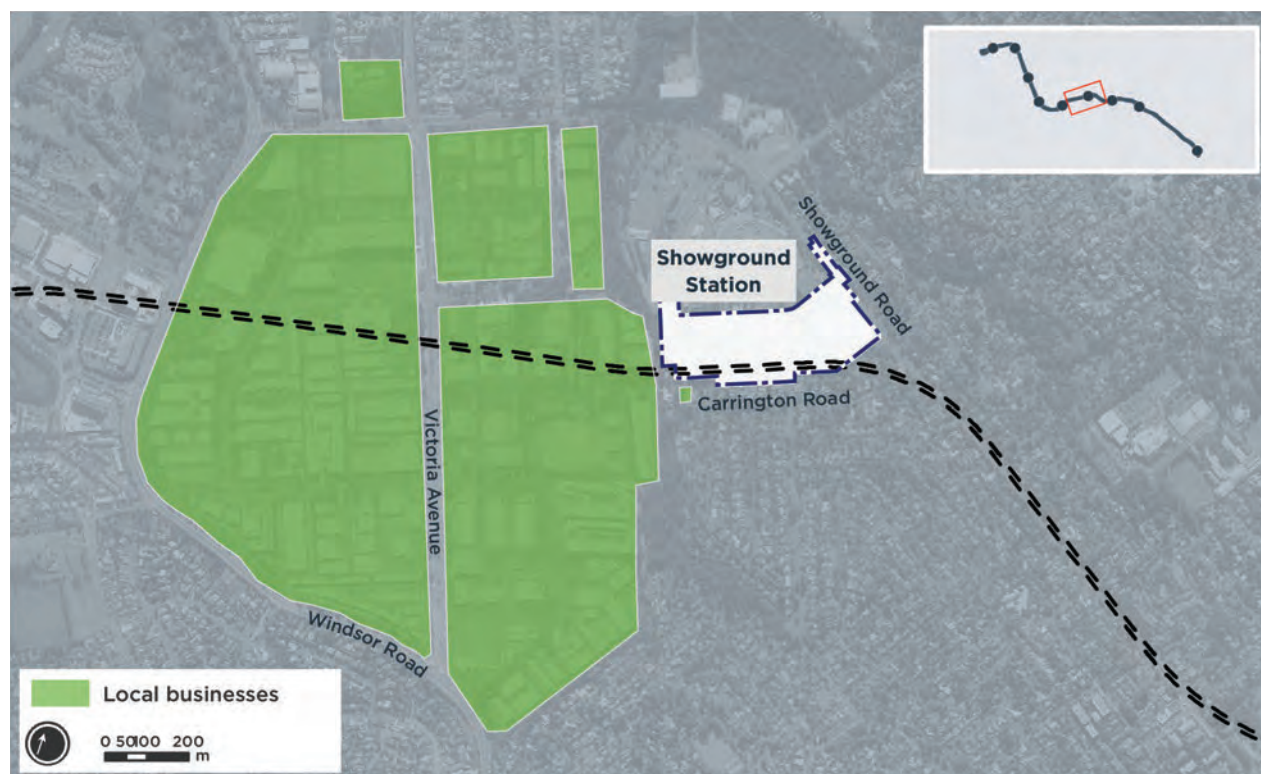 Showground Road
Showground
Station
Carrington Road
Victoria Avenue
Windsor Road
Local businesses
0 50100 200
m